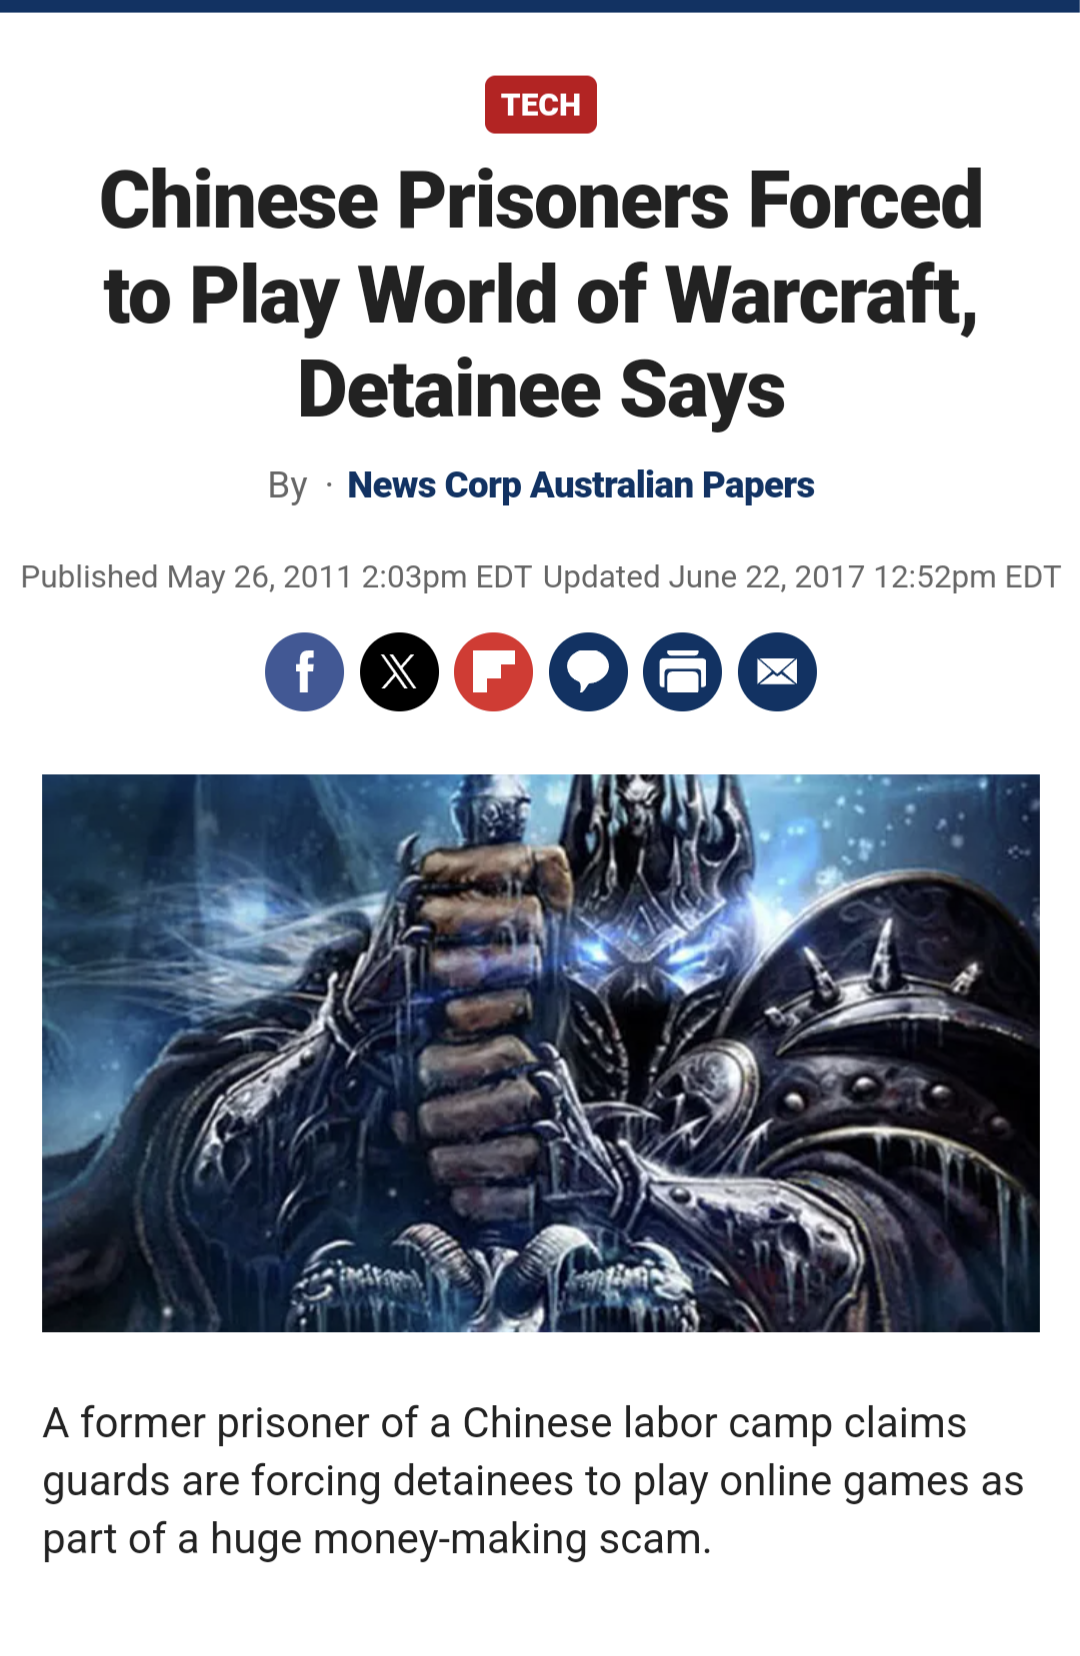 TECH
Chinese Prisoners Forced
to Play World of Warcraft,
Detainee Says
By · News Corp Australian Papers
Published May 26, 2011 2:03pm EDT Updated June 22, 2017 12:52pm EDT
A former prisoner of a Chinese labor camp claims
guards are forcing detainees to play online games as
part of a huge money-making scam.